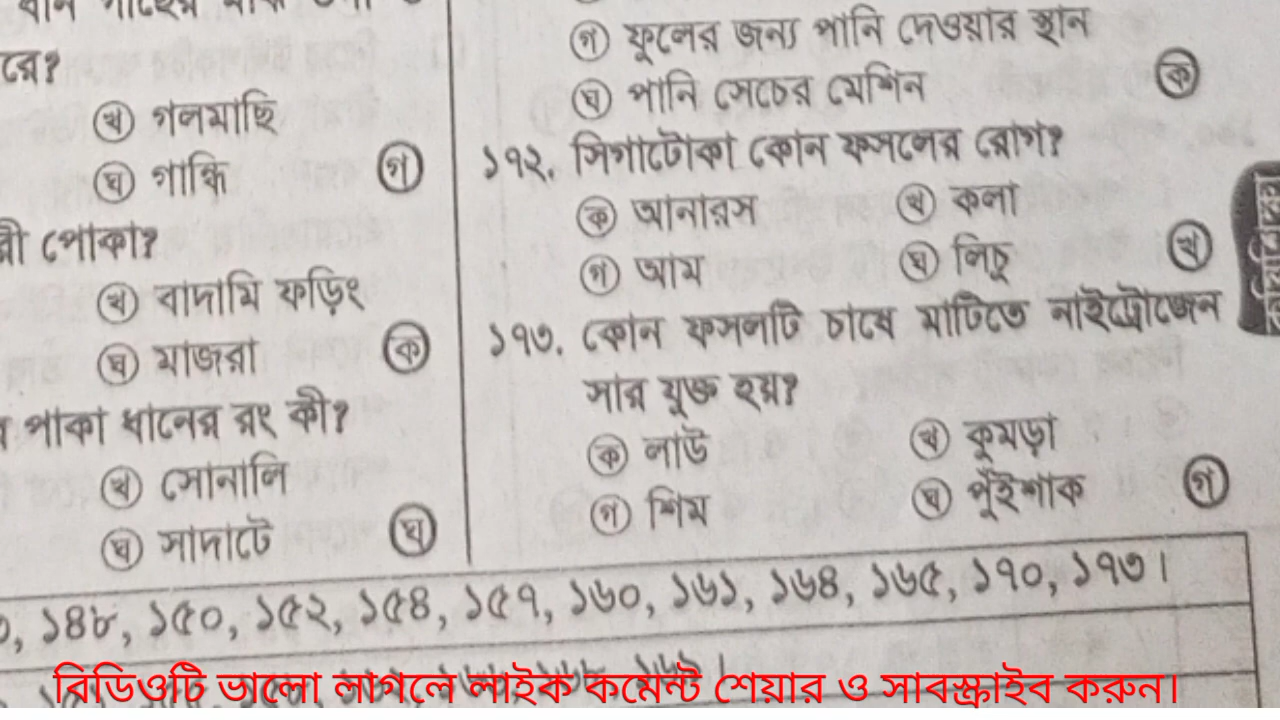 রে?
খ গলমাছি
ঘ গান্ধি গ
রী পোকা?
খ বাদামি ফড়িং
ঘ মাজরা ক
পাকা ধানের রং কী?
খ সোনালি
ঘ সাদাটে ঘ
গ ফুলের জন্য পানি দেওয়ার স্থান
ঘ পানি সেচের মেশিন ক
১৭২. সিগাটোকা কোন ফসলের রোগ?
ক আনারস খ কলা
গ আম ঘ লিচু খ
১৭৩. কোন ফসলটি চাষে মাটিতে নাইট্রোজেন
সার যুক্ত হয়?
ক লাউ খ কুমড়া
গ শিম ঘ পুঁইশাক গ
, ১৪৮, ১৫০, ১৫২, ১৫৪, ১৫৭, ১৬০, ১৬১, ১৬৪, ১৬৫, ১৭০, ১৭৩।
বিডিওটি ভালো লাগলে লাইক কমেন্ট শেয়ার ও সাবস্ক্রাইব করুন।